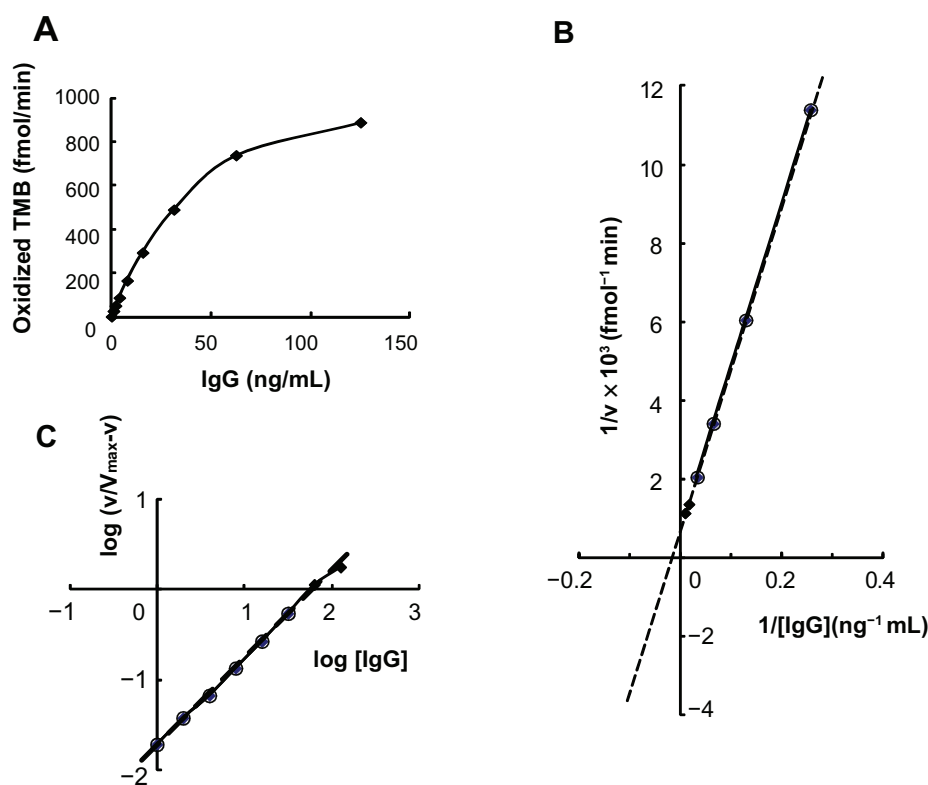 A
Oxidized TMB (fmol/min)
1000
800
600
400
200
0
0 50 100 150
IgG (ng/mL)
B
1/v × 10³ (fmol⁻¹ min)
12
10
8
6
4
2
−0.2 0 0.2 0.4
1/[IgG](ng⁻¹ mL)
−2
−4
C
log (v/Vmax-v)
1
−1 0 1 2 3
log [IgG]
−1
−2